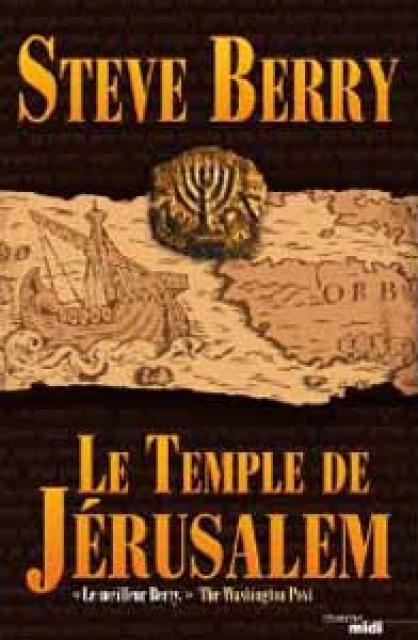 STEVE BERRY
ORB
LE TEMPLE DE
JÉRUSALEM
« Le meilleur Berry. » The Washington Post
midi